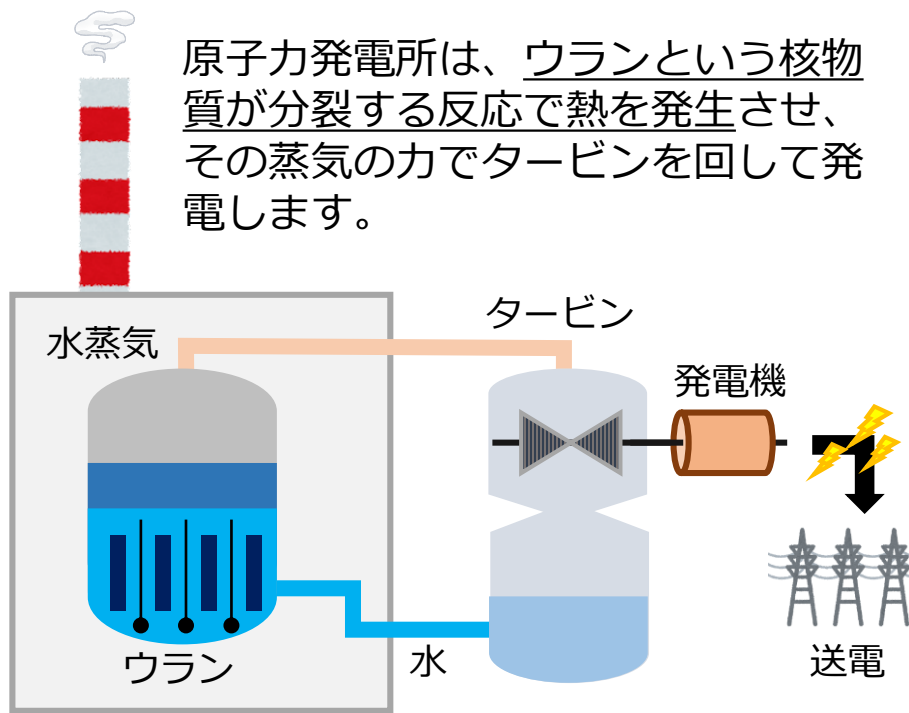 原子力発電所は、ウランという核物
質が分裂する反応で熱を発生させ、
その蒸気の力でタービンを回して発
電します。
タービン
水蒸気
発電機
ウラン
水
送電